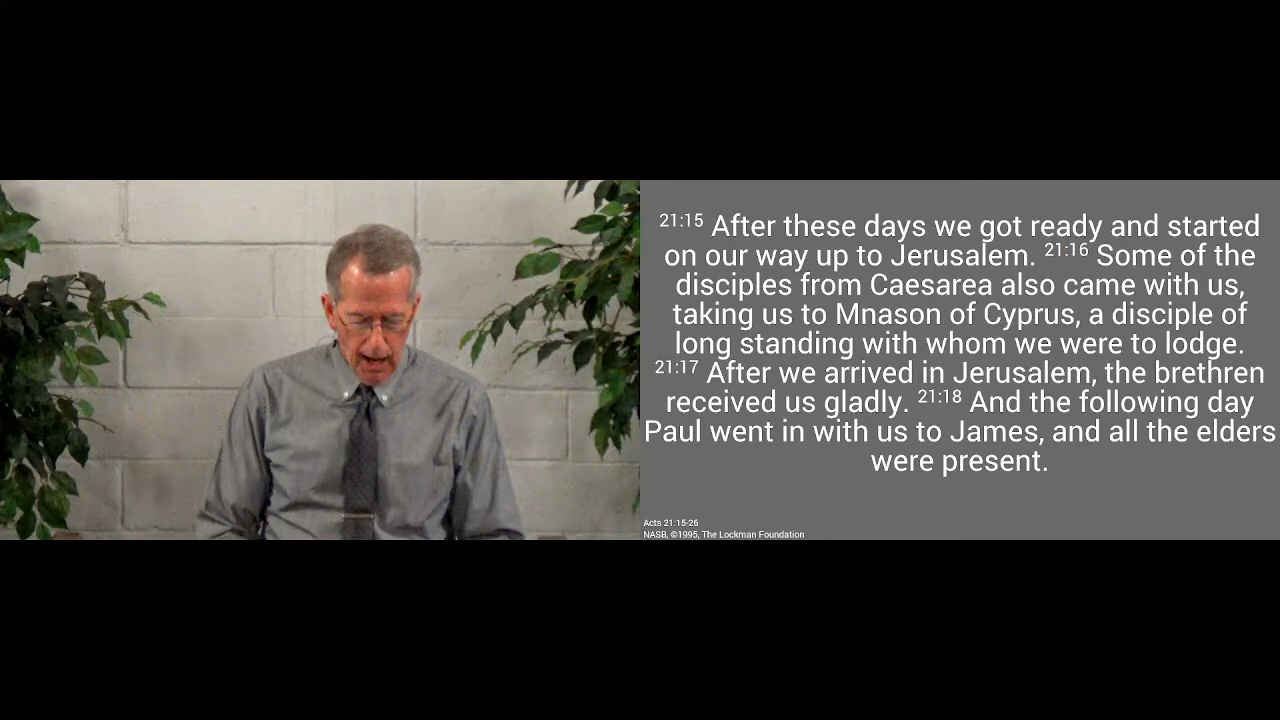 21:15 After these days we got ready and started
on our way up to Jerusalem. 21:16 Some of the
disciples from Caesarea also came with us,
taking us to Mnason of Cyprus, a disciple of
long standing with whom we were to lodge.
21:17 After we arrived in Jerusalem, the brethren
received us gladly. 21:18 And the following day
Paul went in with us to James, and all the elders
were present.
Acts 21:15-26
NASB, ©1995, The Lockman Foundation